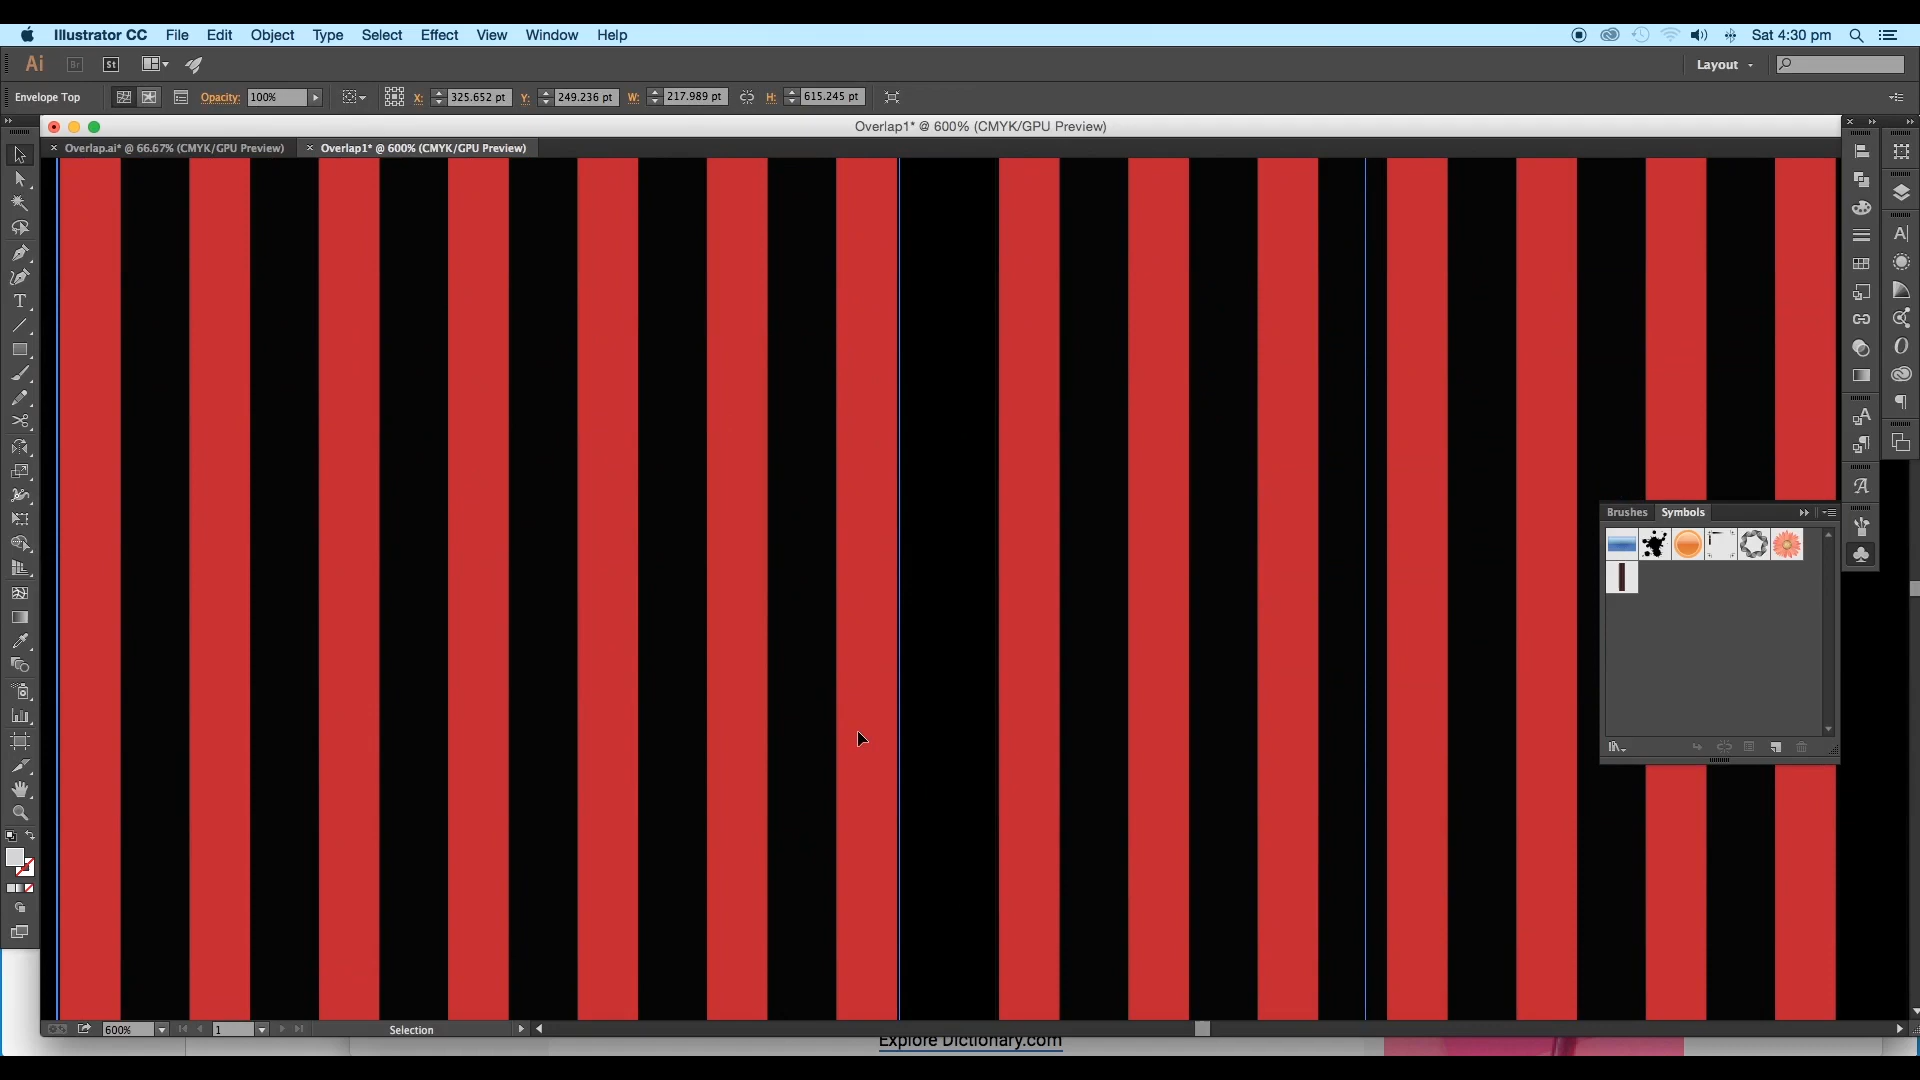 Illustrator CC File Edit Object Type Select Effect View Window Help Sat 4:30 pm
Ai Br St Layout
Envelope Top Opacity: 100% X: 325.652 pt Y: 249.236 pt W: 217.989 pt H: 615.245 pt
Overlap1* @ 600% (CMYK/GPU Preview)
Overlap.ai* @ 66.67% (CMYK/GPU Preview) Overlap1* @ 600% (CMYK/GPU Preview)
Brushes Symbols
600% 1 Selection
Explore Dictionary.com